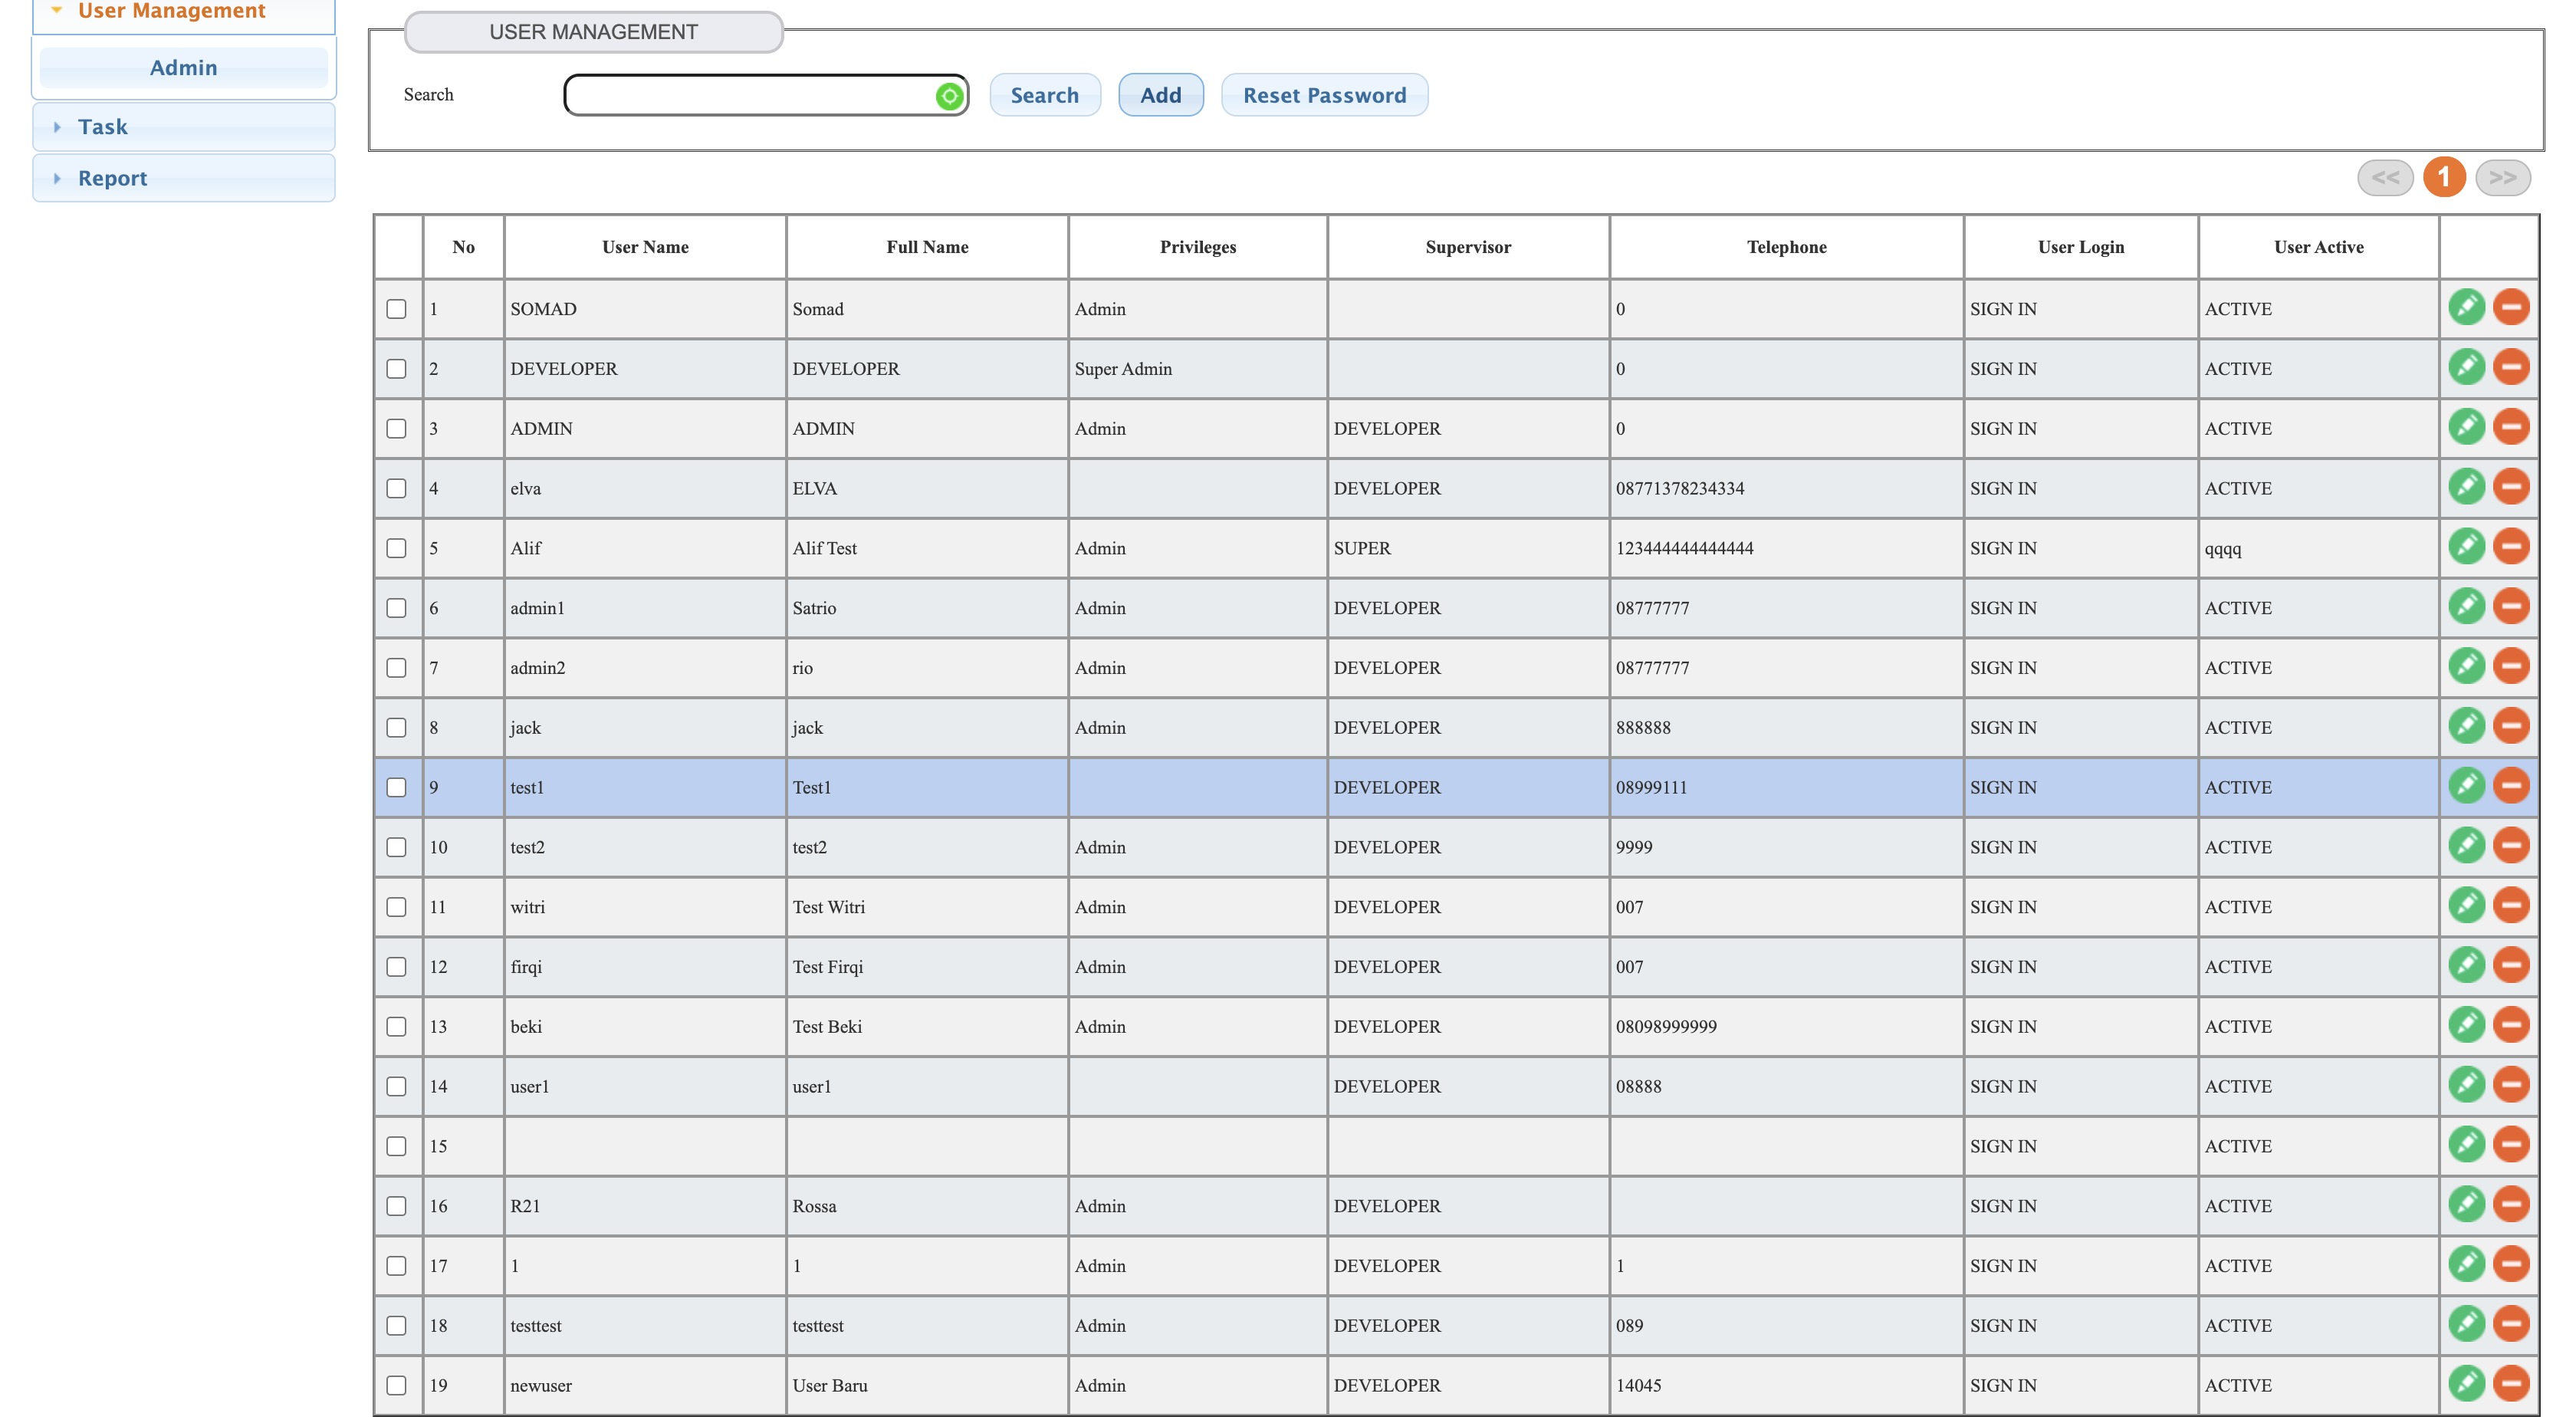 User Management
Admin
Task
Report
USER MANAGEMENT
Search Search Add Reset Password
<< 1 >>
No User Name Full Name Privileges Supervisor Telephone User Login User Active
1 SOMAD Somad Admin 0 SIGN IN ACTIVE
2 DEVELOPER DEVELOPER Super Admin 0 SIGN IN ACTIVE
3 ADMIN ADMIN Admin DEVELOPER 0 SIGN IN ACTIVE
4 elva ELVA DEVELOPER 08771378234334 SIGN IN ACTIVE
5 Alif Alif Test Admin SUPER 123444444444444 SIGN IN qqqq
6 admin1 Satrio Admin DEVELOPER 08777777 SIGN IN ACTIVE
7 admin2 rio Admin DEVELOPER 08777777 SIGN IN ACTIVE
8 jack jack Admin DEVELOPER 888888 SIGN IN ACTIVE
9 test1 Test1 DEVELOPER 08999111 SIGN IN ACTIVE
10 test2 test2 Admin DEVELOPER 9999 SIGN IN ACTIVE
11 witri Test Witri Admin DEVELOPER 007 SIGN IN ACTIVE
12 firqi Test Firqi Admin DEVELOPER 007 SIGN IN ACTIVE
13 beki Test Beki Admin DEVELOPER 08098999999 SIGN IN ACTIVE
14 user1 user1 DEVELOPER 08888 SIGN IN ACTIVE
15 SIGN IN ACTIVE
16 R21 Rossa Admin DEVELOPER SIGN IN ACTIVE
17 1 1 Admin DEVELOPER 1 SIGN IN ACTIVE
18 testtest testtest Admin DEVELOPER 089 SIGN IN ACTIVE
19 newuser User Baru Admin DEVELOPER 14045 SIGN IN ACTIVE